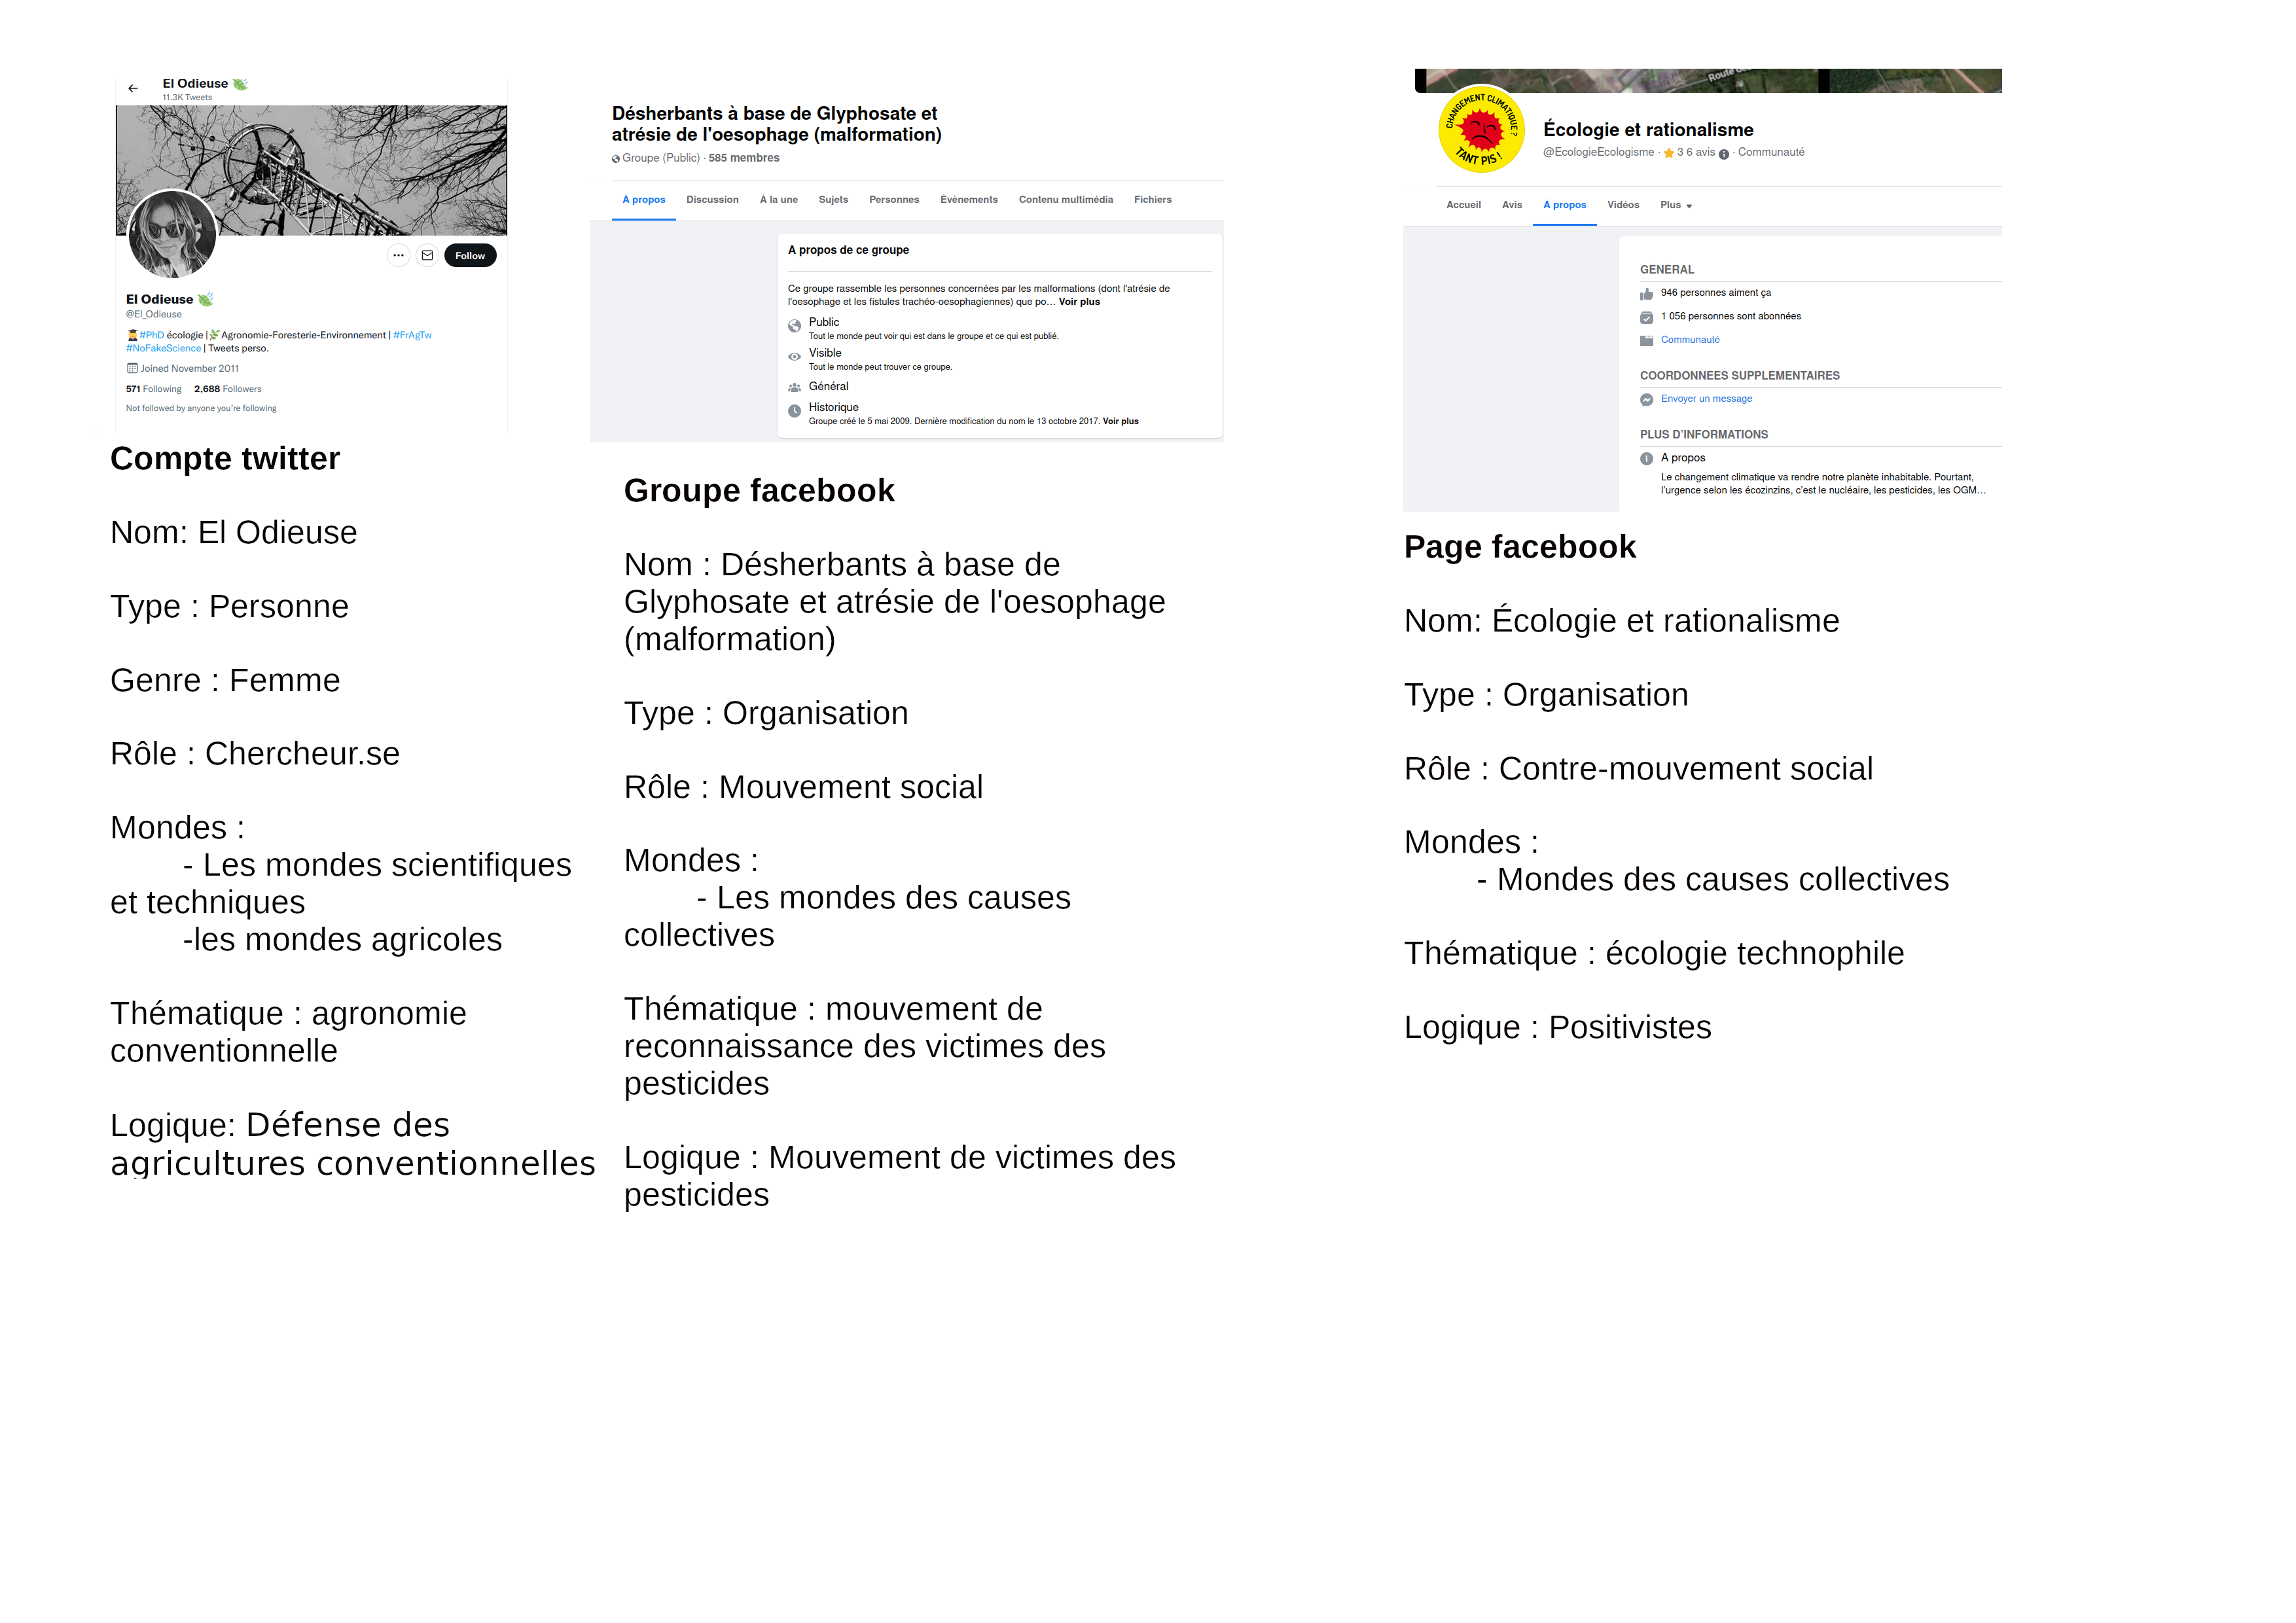 El Odieuse
11.3K Tweets
Follow
El Odieuse
@El_Odieuse
#PhD écologie | Agronomie-Foresterie-Environnement | #FrAgTw
#NoFakeScience | Tweets perso.
Joined November 2011
571 Following 2,688 Followers
Not followed by anyone you're following
Compte twitter
Nom: El Odieuse
Type : Personne
Genre : Femme
Rôle : Chercheur.se
Mondes :
- Les mondes scientifiques
et techniques
-les mondes agricoles
Thématique : agronomie
conventionnelle
Logique: Défense des
agricultures conventionnelles
Désherbants à base de Glyphosate et
atrésie de l'oesophage (malformation)
Groupe (Public) · 585 membres
À propos Discussion À la une Sujets Personnes Évènements Contenu multimédia Fichiers
A propos de ce groupe
Ce groupe rassemble les personnes concernées par les malformations (dont l'atrésie de
l'oesophage et les fistules trachéo-oesophagiennes) que po… Voir plus
Public
Tout le monde peut voir qui est dans le groupe et ce qui est publié.
Visible
Tout le monde peut trouver ce groupe.
Général
Historique
Groupe créé le 5 mai 2009. Dernière modification du nom le 13 octobre 2017. Voir plus
Groupe facebook
Nom : Désherbants à base de
Glyphosate et atrésie de l'oesophage
(malformation)
Type : Organisation
Rôle : Mouvement social
Mondes :
- Les mondes des causes
collectives
Thématique : mouvement de
reconnaissance des victimes des
pesticides
Logique : Mouvement de victimes des
pesticides
Route
CHANGEMENT CLIMATIQUE ?
TANT PIS !
Écologie et rationalisme
@EcologieEcologisme · 3 6 avis · Communauté
Accueil Avis À propos Vidéos Plus
GÉNÉRAL
946 personnes aiment ça
1 056 personnes sont abonnées
Communauté
COORDONNÉES SUPPLÉMENTAIRES
Envoyer un message
PLUS D'INFORMATIONS
A propos
Le changement climatique va rendre notre planète inhabitable. Pourtant,
l'urgence selon les écozinzins, c'est le nucléaire, les pesticides, les OGM…
Page facebook
Nom: Écologie et rationalisme
Type : Organisation
Rôle : Contre-mouvement social
Mondes :
- Mondes des causes collectives
Thématique : écologie technophile
Logique : Positivistes